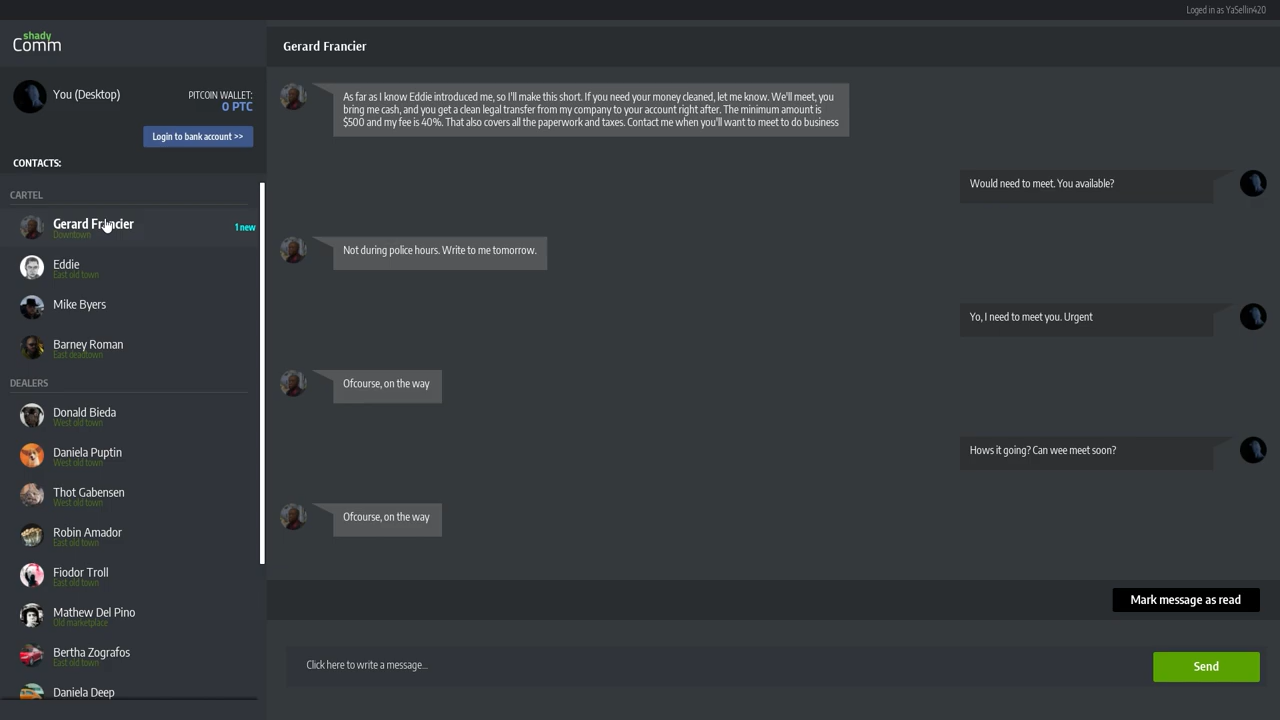 Loged in as YaSellin420
shady
Comm
You (Desktop)
PITCOIN WALLET:
0 PTC
Login to bank account >>
CONTACTS:
CARTEL
Gerard Francier
Downtown
1 new
Eddie
East old town
Mike Byers
Barney Roman
East deadtown
DEALERS
Donald Bieda
West old town
Daniela Puptin
West old town
Thot Gabensen
West old town
Robin Amador
East old town
Fiodor Troll
East old town
Mathew Del Pino
Old marketplace
Bertha Zografos
East old town
Daniela Deep
Gerard Francier
As far as I know Eddie introduced me, so I'll make this short. If you need your money cleaned, let me know. We'll meet, you
bring me cash, and you get a clean legal transfer from my company to your acount right after. The minimum amount is
$500 and my fee is 40%. That also covers all the paperwork and taxes. Contact me when you'll want to meet to do business
Would need to meet. You available?
Not during police hours. Write to me tomorrow.
Yo, I need to meet you. Urgent
Ofcourse, on the way
Hows it going? Can wee meet soon?
Ofcourse, on the way
Mark message as read
Click here to write a message...
Send